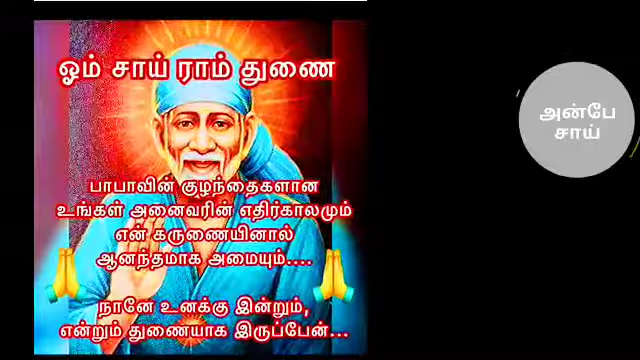 ஓம் சாய் ராம் துணை
அன்பே
சாய்
பாபாவின் குழந்தைகளான
உங்கள் அனைவரின் எதிர்காலமும்
என் கருணையினால்
ஆனந்தமாக அமையும்....
நானே உனக்கு இன்றும்,
என்றும் துணையாக இருப்பேன்...